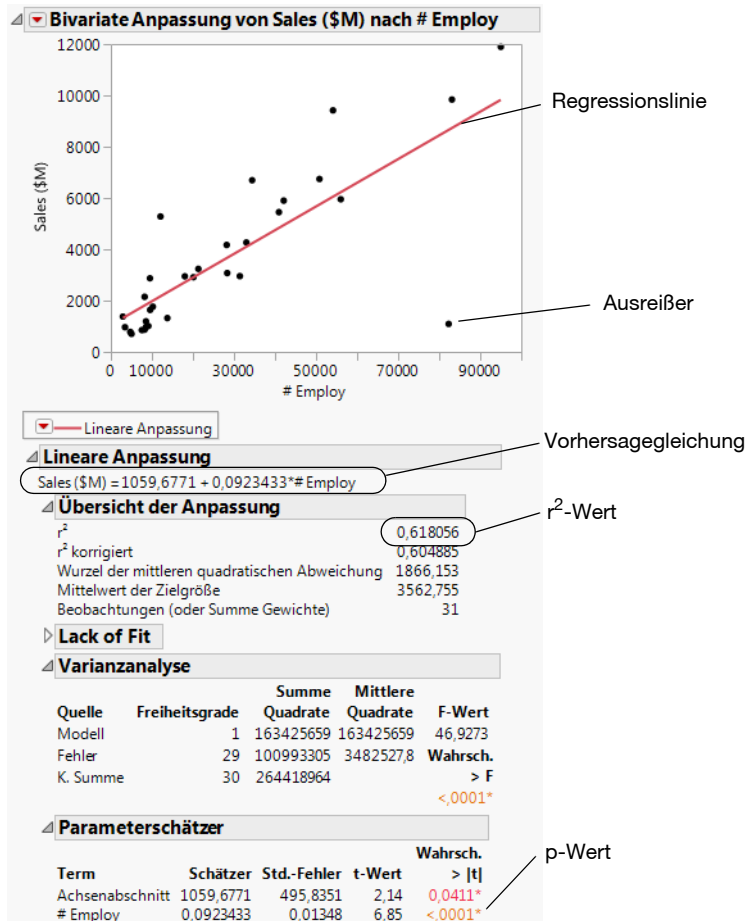 Bivariate Anpassung von Sales ($M) nach # Employ
12000
10000
8000
6000
4000
2000
0
Sales ($M)
0 10000 30000 50000 70000 90000
# Employ
Regressionslinie
Ausreißer
Lineare Anpassung
Vorhersagegleichung
Lineare Anpassung
Sales ($M) = 1059,6771 + 0,0923433*# Employ
Übersicht der Anpassung
r²-Wert
r² 0,618056
r² korrigiert 0,604885
Wurzel der mittleren quadratischen Abweichung 1866,153
Mittelwert der Zielgröße 3562,755
Beobachtungen (oder Summe Gewichte) 31
Lack of Fit
Varianzanalyse
Summe Mittlere
Quelle Freiheitsgrade Quadrate Quadrate F-Wert
Modell 1 163425659 163425659 46,9273
Fehler 29 100993305 3482527,8 Wahrsch.
K. Summe 30 264418964 > F
<,0001*
Parameterschätzer
p-Wert
Wahrsch.
Term Schätzer Std.-Fehler t-Wert > |t|
Achsenabschnitt 1059,6771 495,8351 2,14 0,0411*
# Employ 0,0923433 0,01348 6,85 <,0001*